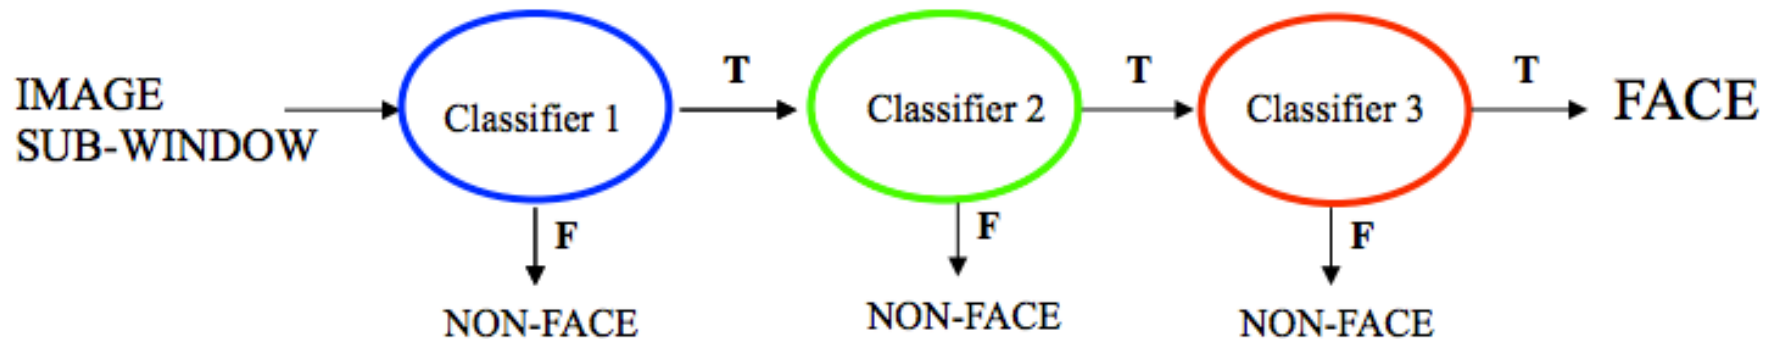 IMAGE
SUB-WINDOW
Classifier 1
T
Classifier 2
T
Classifier 3
T
FACE
F
F
F
NON-FACE
NON-FACE
NON-FACE